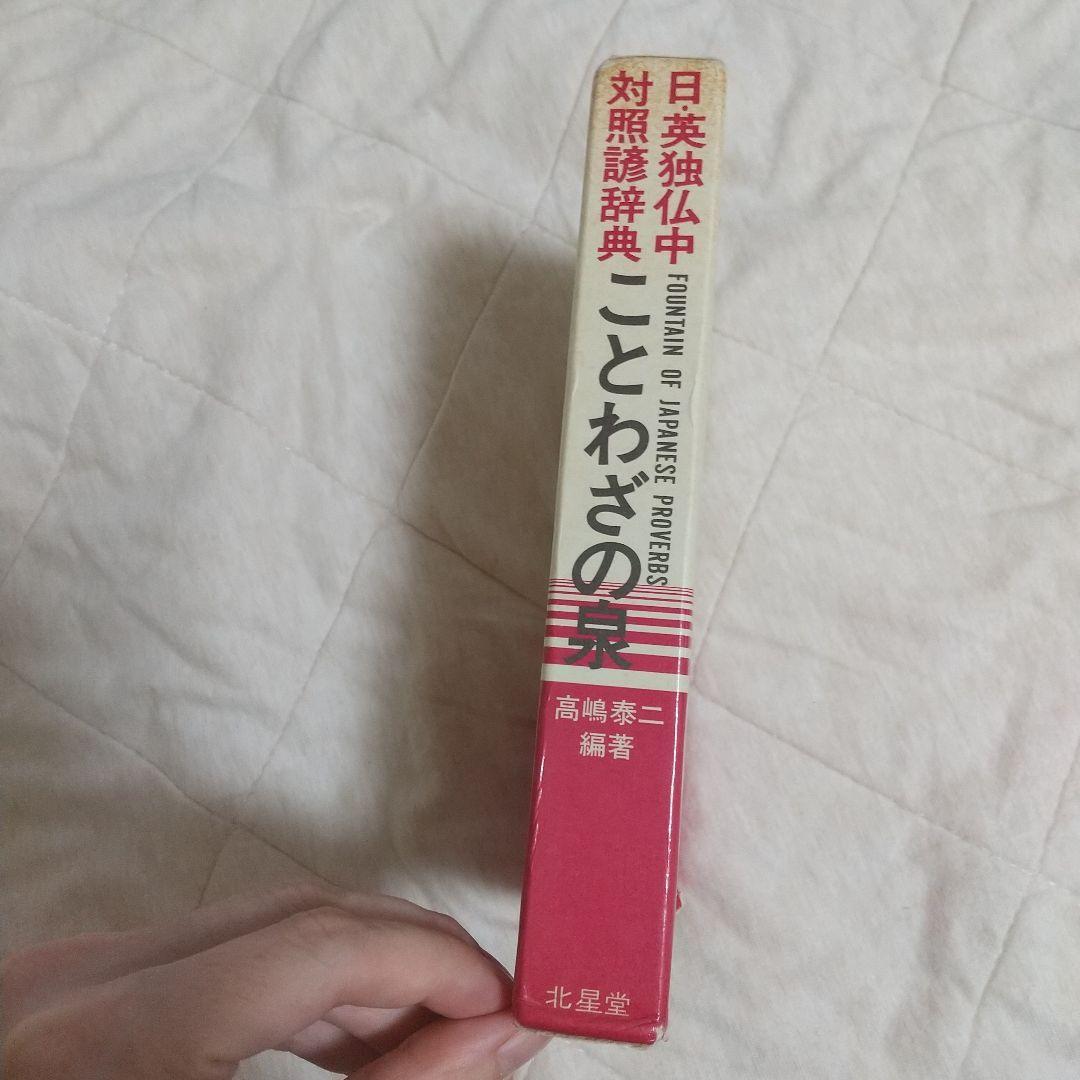 日・英独仏中
対照諺辞典
FOUNTAIN OF JAPANESE PROVERBS
ことわざの泉
高嶋泰二
編著
北星堂